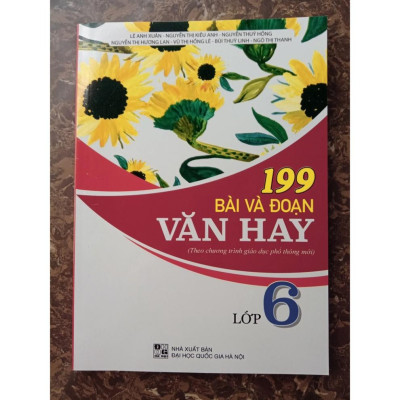 LÊ ANH XUÂN - NGUYỄN THỊ KIỀU ANH - NGUYỄN THUÝ HỒNG
NGUYỄN THỊ HƯƠNG LAN - VŨ THỊ HỒNG LÊ - BÙI THUỲ LINH - NGÔ THỊ THANH
199
BÀI VÀ ĐOẠN
VĂN HAY
(Theo chương trình giáo dục phổ thông mới)
LỚP 6
NHÀ XUẤT BẢN
ĐẠI HỌC QUỐC GIA HÀ NỘI